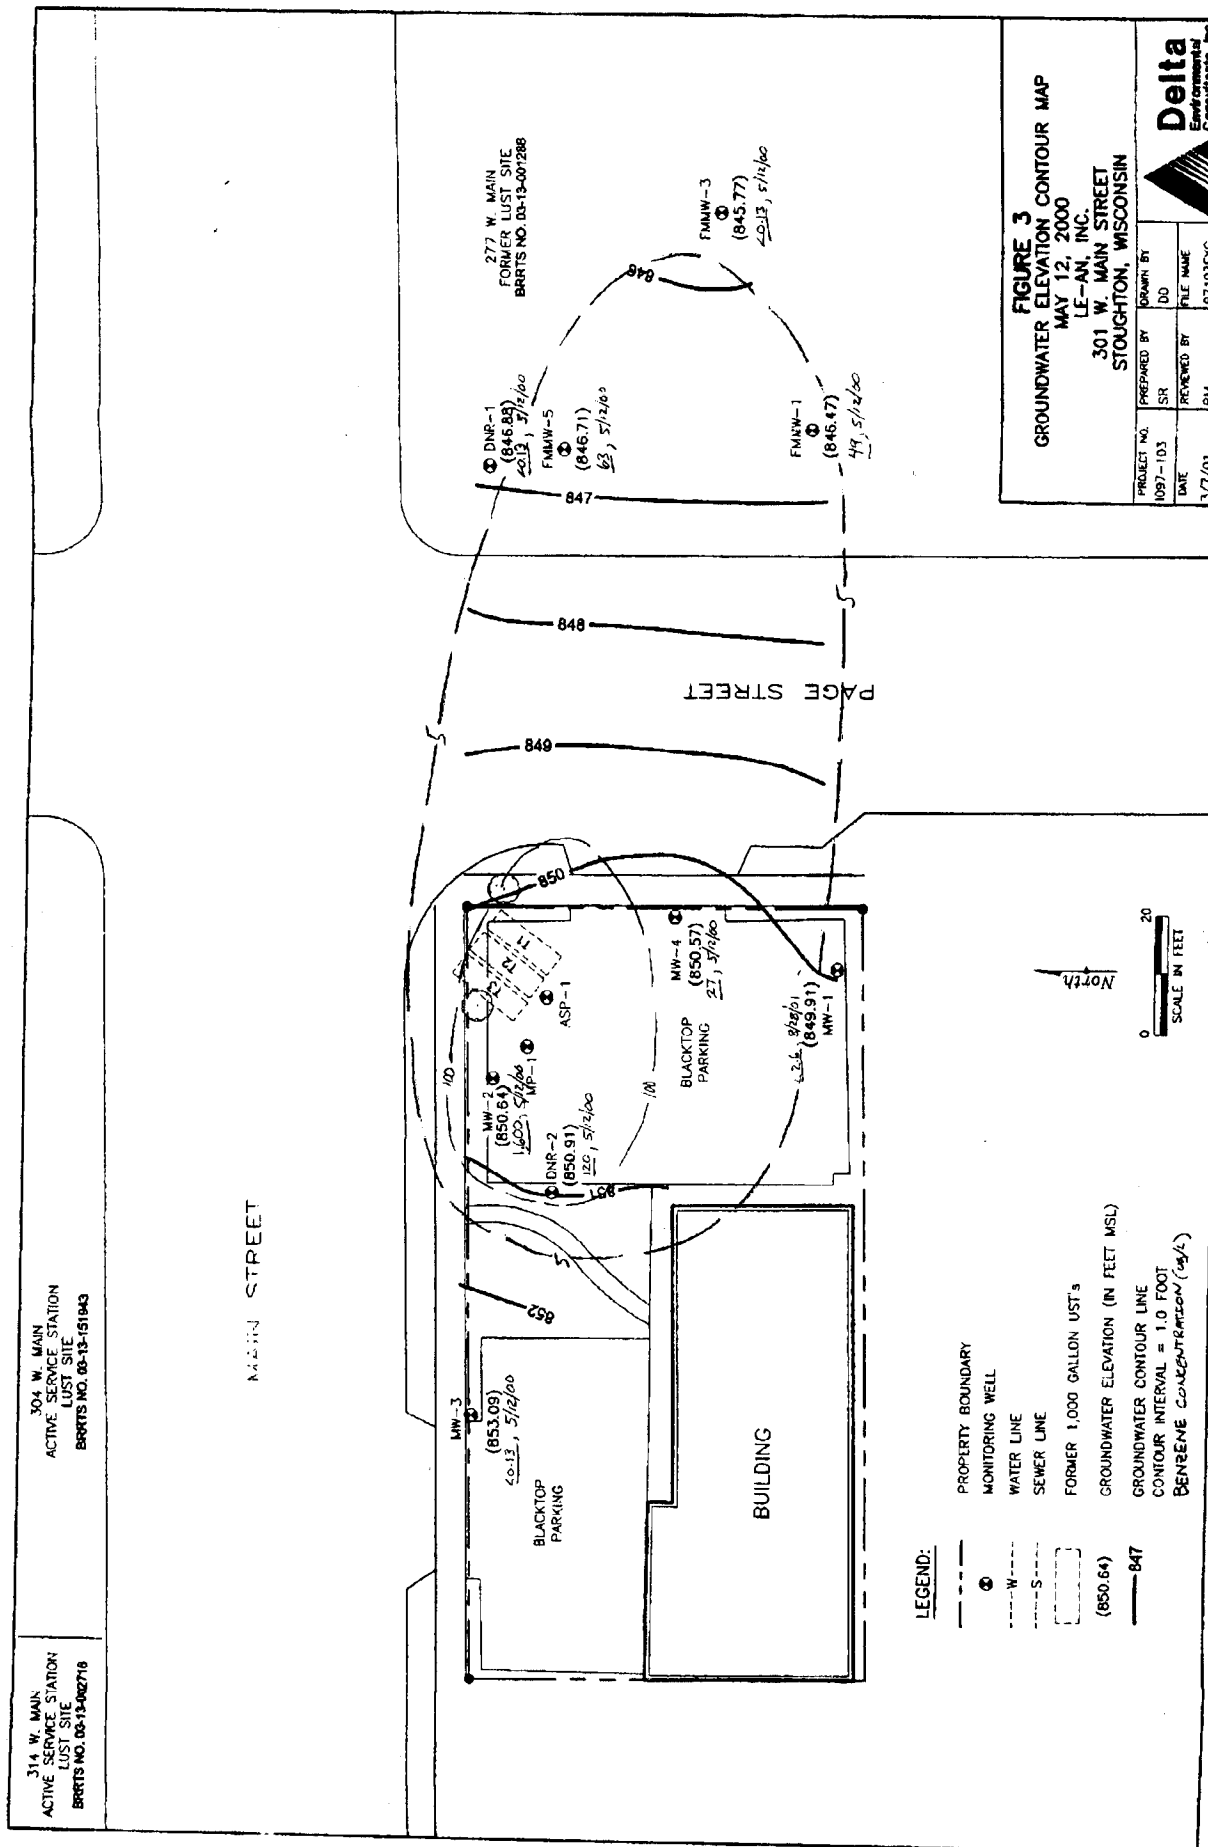 314 W. MAIN
ACTIVE SERVICE STATION
LUST SITE
BRRTS NO. 03-13-002716
304 W. MAIN
ACTIVE SERVICE STATION
LUST SITE
BRRTS NO. 03-13-151943
MAIN STREET
277 W. MAIN
FORMER LUST SITE
BRRTS NO. 03-13-001288
PAGE STREET
MW-3
(853.09)
<0.13, 5/12/00
BLACKTOP
PARKING
BUILDING
852
851
850
849
848
847
846
5
5
5
100
100
MW-2
(850.64)
1,600, 5/12/00
MP-1
DNR-2
(850.91)
120, 5/12/00
ASP-1
T1
T2
T3
BLACKTOP
PARKING
MW-4
(850.57)
27, 5/12/00
<2.6, 3/28/01
(849.91)
MW-1
DNR-1
(846.88)
<0.13, 5/12/00
FMMW-5
(846.71)
63, 5/12/00
FMMW-1
(846.47)
49, 5/12/00
FMMW-3
(845.77)
<0.13, 5/12/00
LEGEND:
PROPERTY BOUNDARY
MONITORING WELL
---W--- WATER LINE
---S--- SEWER LINE
FORMER 1,000 GALLON UST's
(850.64) GROUNDWATER ELEVATION (IN FEET MSL)
847 GROUNDWATER CONTOUR LINE
CONTOUR INTERVAL = 1.0 FOOT
BENZENE CONCENTRATION (ug/L)
North
0 20
SCALE IN FEET
FIGURE 3
GROUNDWATER ELEVATION CONTOUR MAP
MAY 12, 2000
LE-AN, INC.
301 W. MAIN STREET
STOUGHTON, WISCONSIN
PROJECT NO. PREPARED BY DRAWN BY
1097-103 SR DD
DATE REVIEWED BY FILE NAME
Delta
Environmental